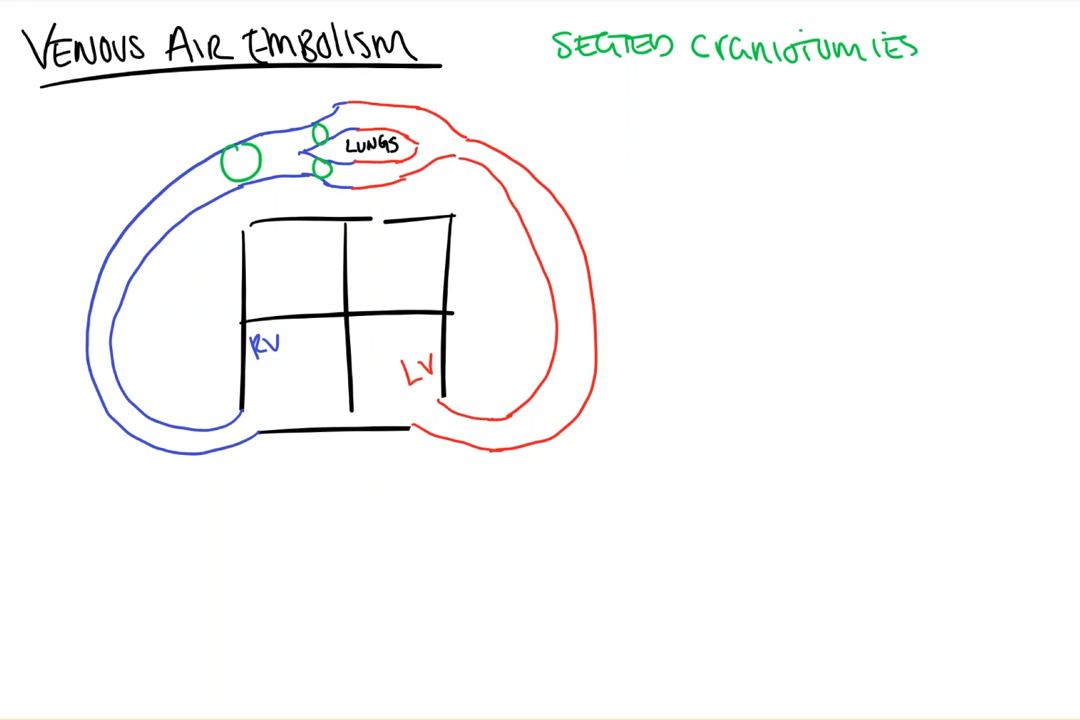 VENOUS AIR EMBOLISM
SEATED CRANIOTOMIES
LUNGS
RV
LV